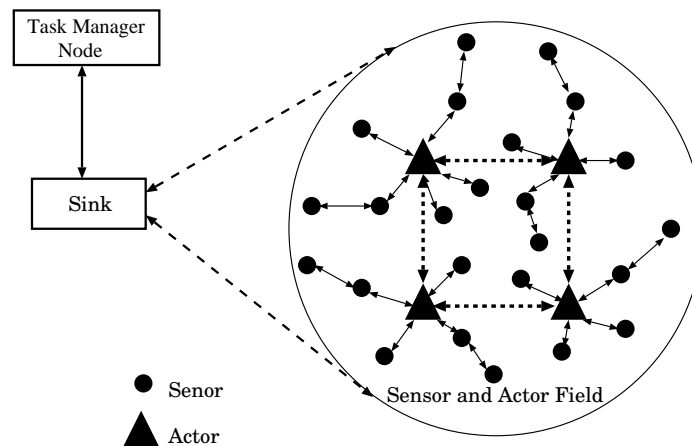 Task Manager
Node
Sink
Sensor and Actor Field
Senor
Actor